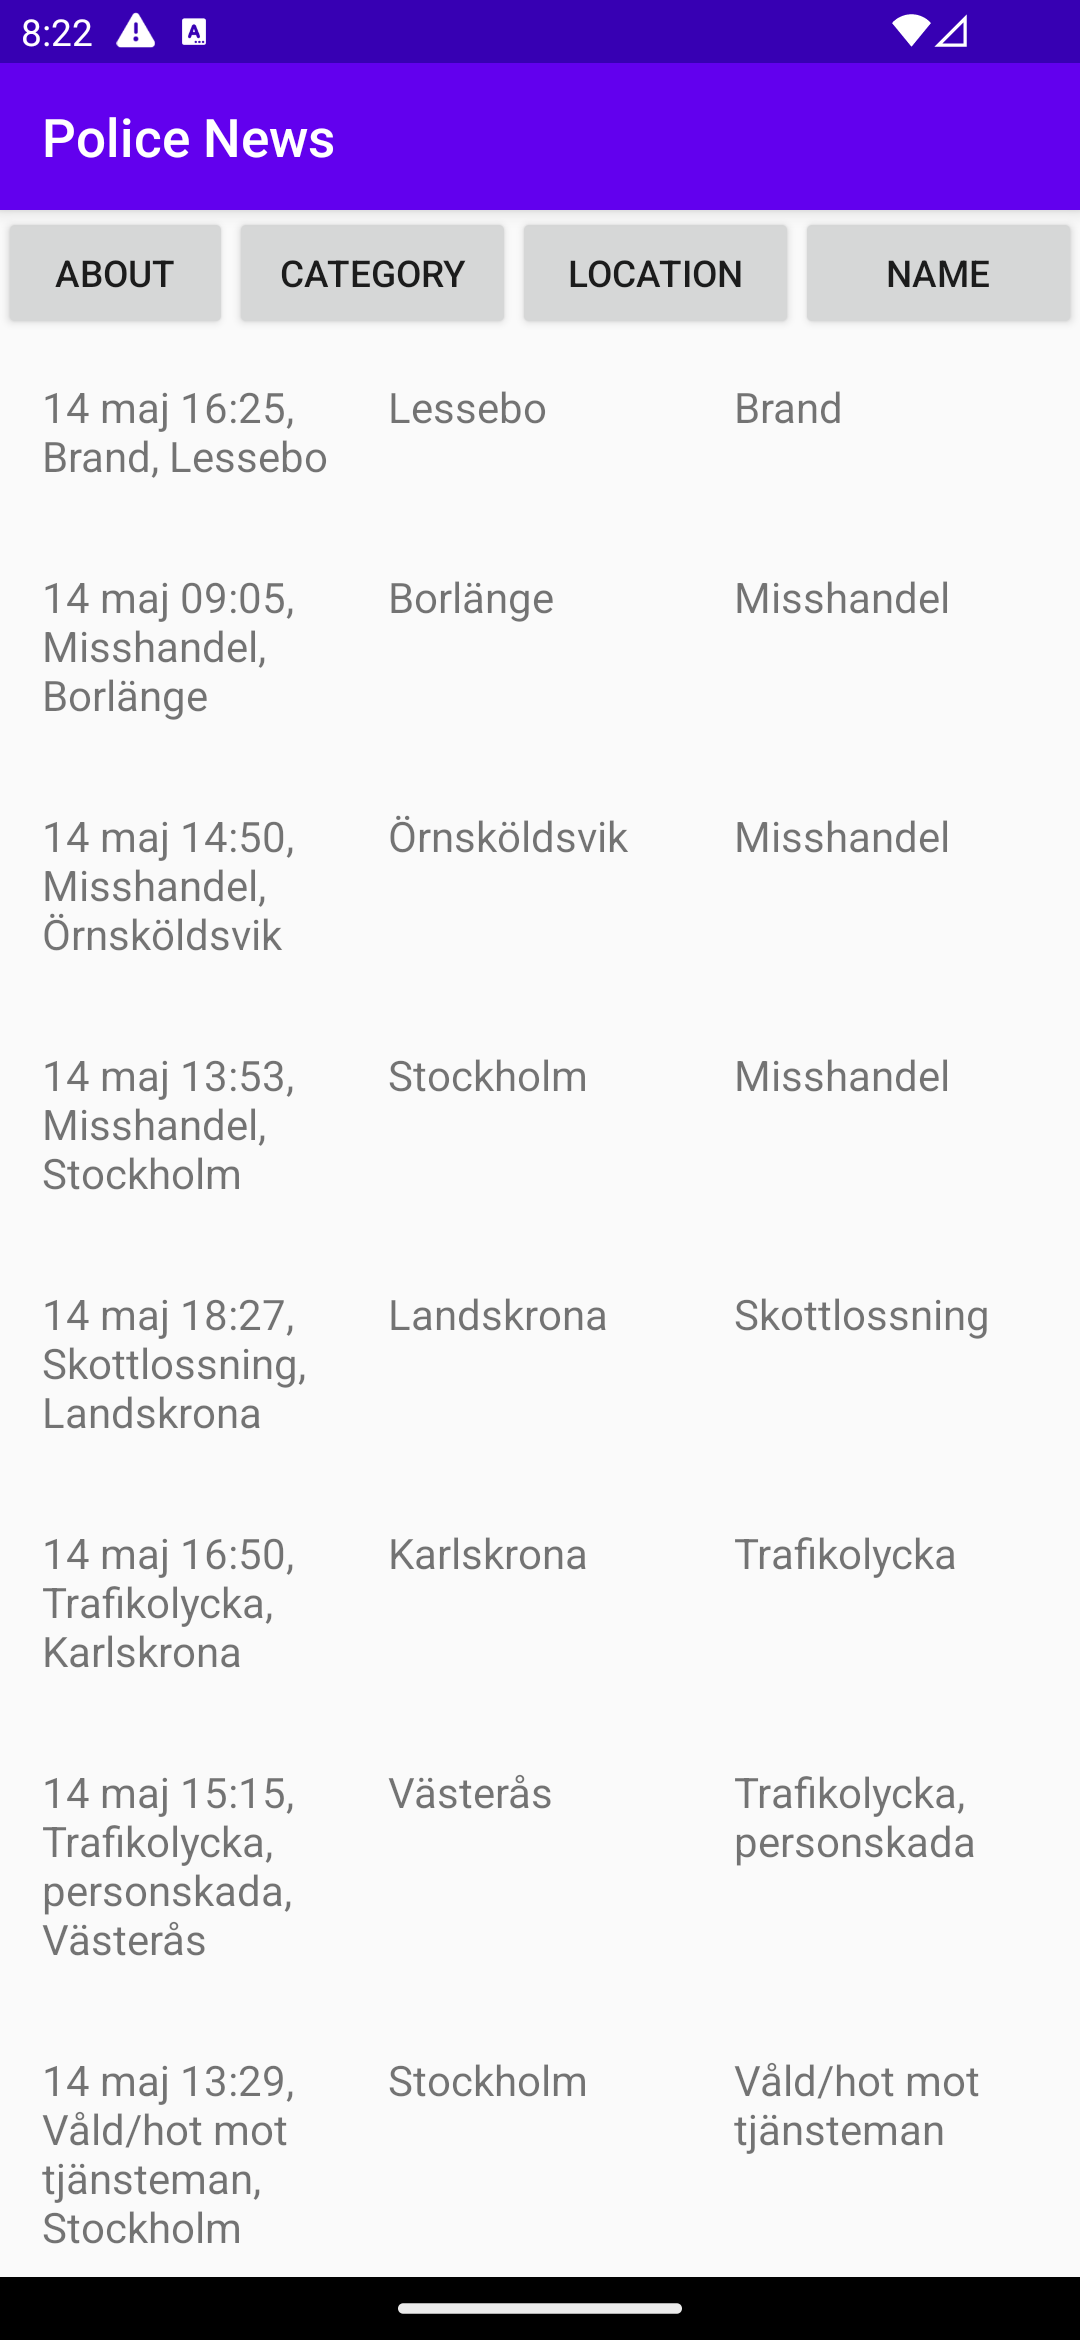 8:22
Police News
ABOUT CATEGORY LOCATION NAME
14 maj 16:25, Lessebo Brand
Brand, Lessebo
14 maj 09:05, Borlänge Misshandel
Misshandel,
Borlänge
14 maj 14:50, Örnsköldsvik Misshandel
Misshandel,
Örnsköldsvik
14 maj 13:53, Stockholm Misshandel
Misshandel,
Stockholm
14 maj 18:27, Landskrona Skottlossning
Skottlossning,
Landskrona
14 maj 16:50, Karlskrona Trafikolycka
Trafikolycka,
Karlskrona
14 maj 15:15, Västerås Trafikolycka,
Trafikolycka, personskada
personskada,
Västerås
14 maj 13:29, Stockholm Våld/hot mot
Våld/hot mot tjänsteman
tjänsteman,
Stockholm